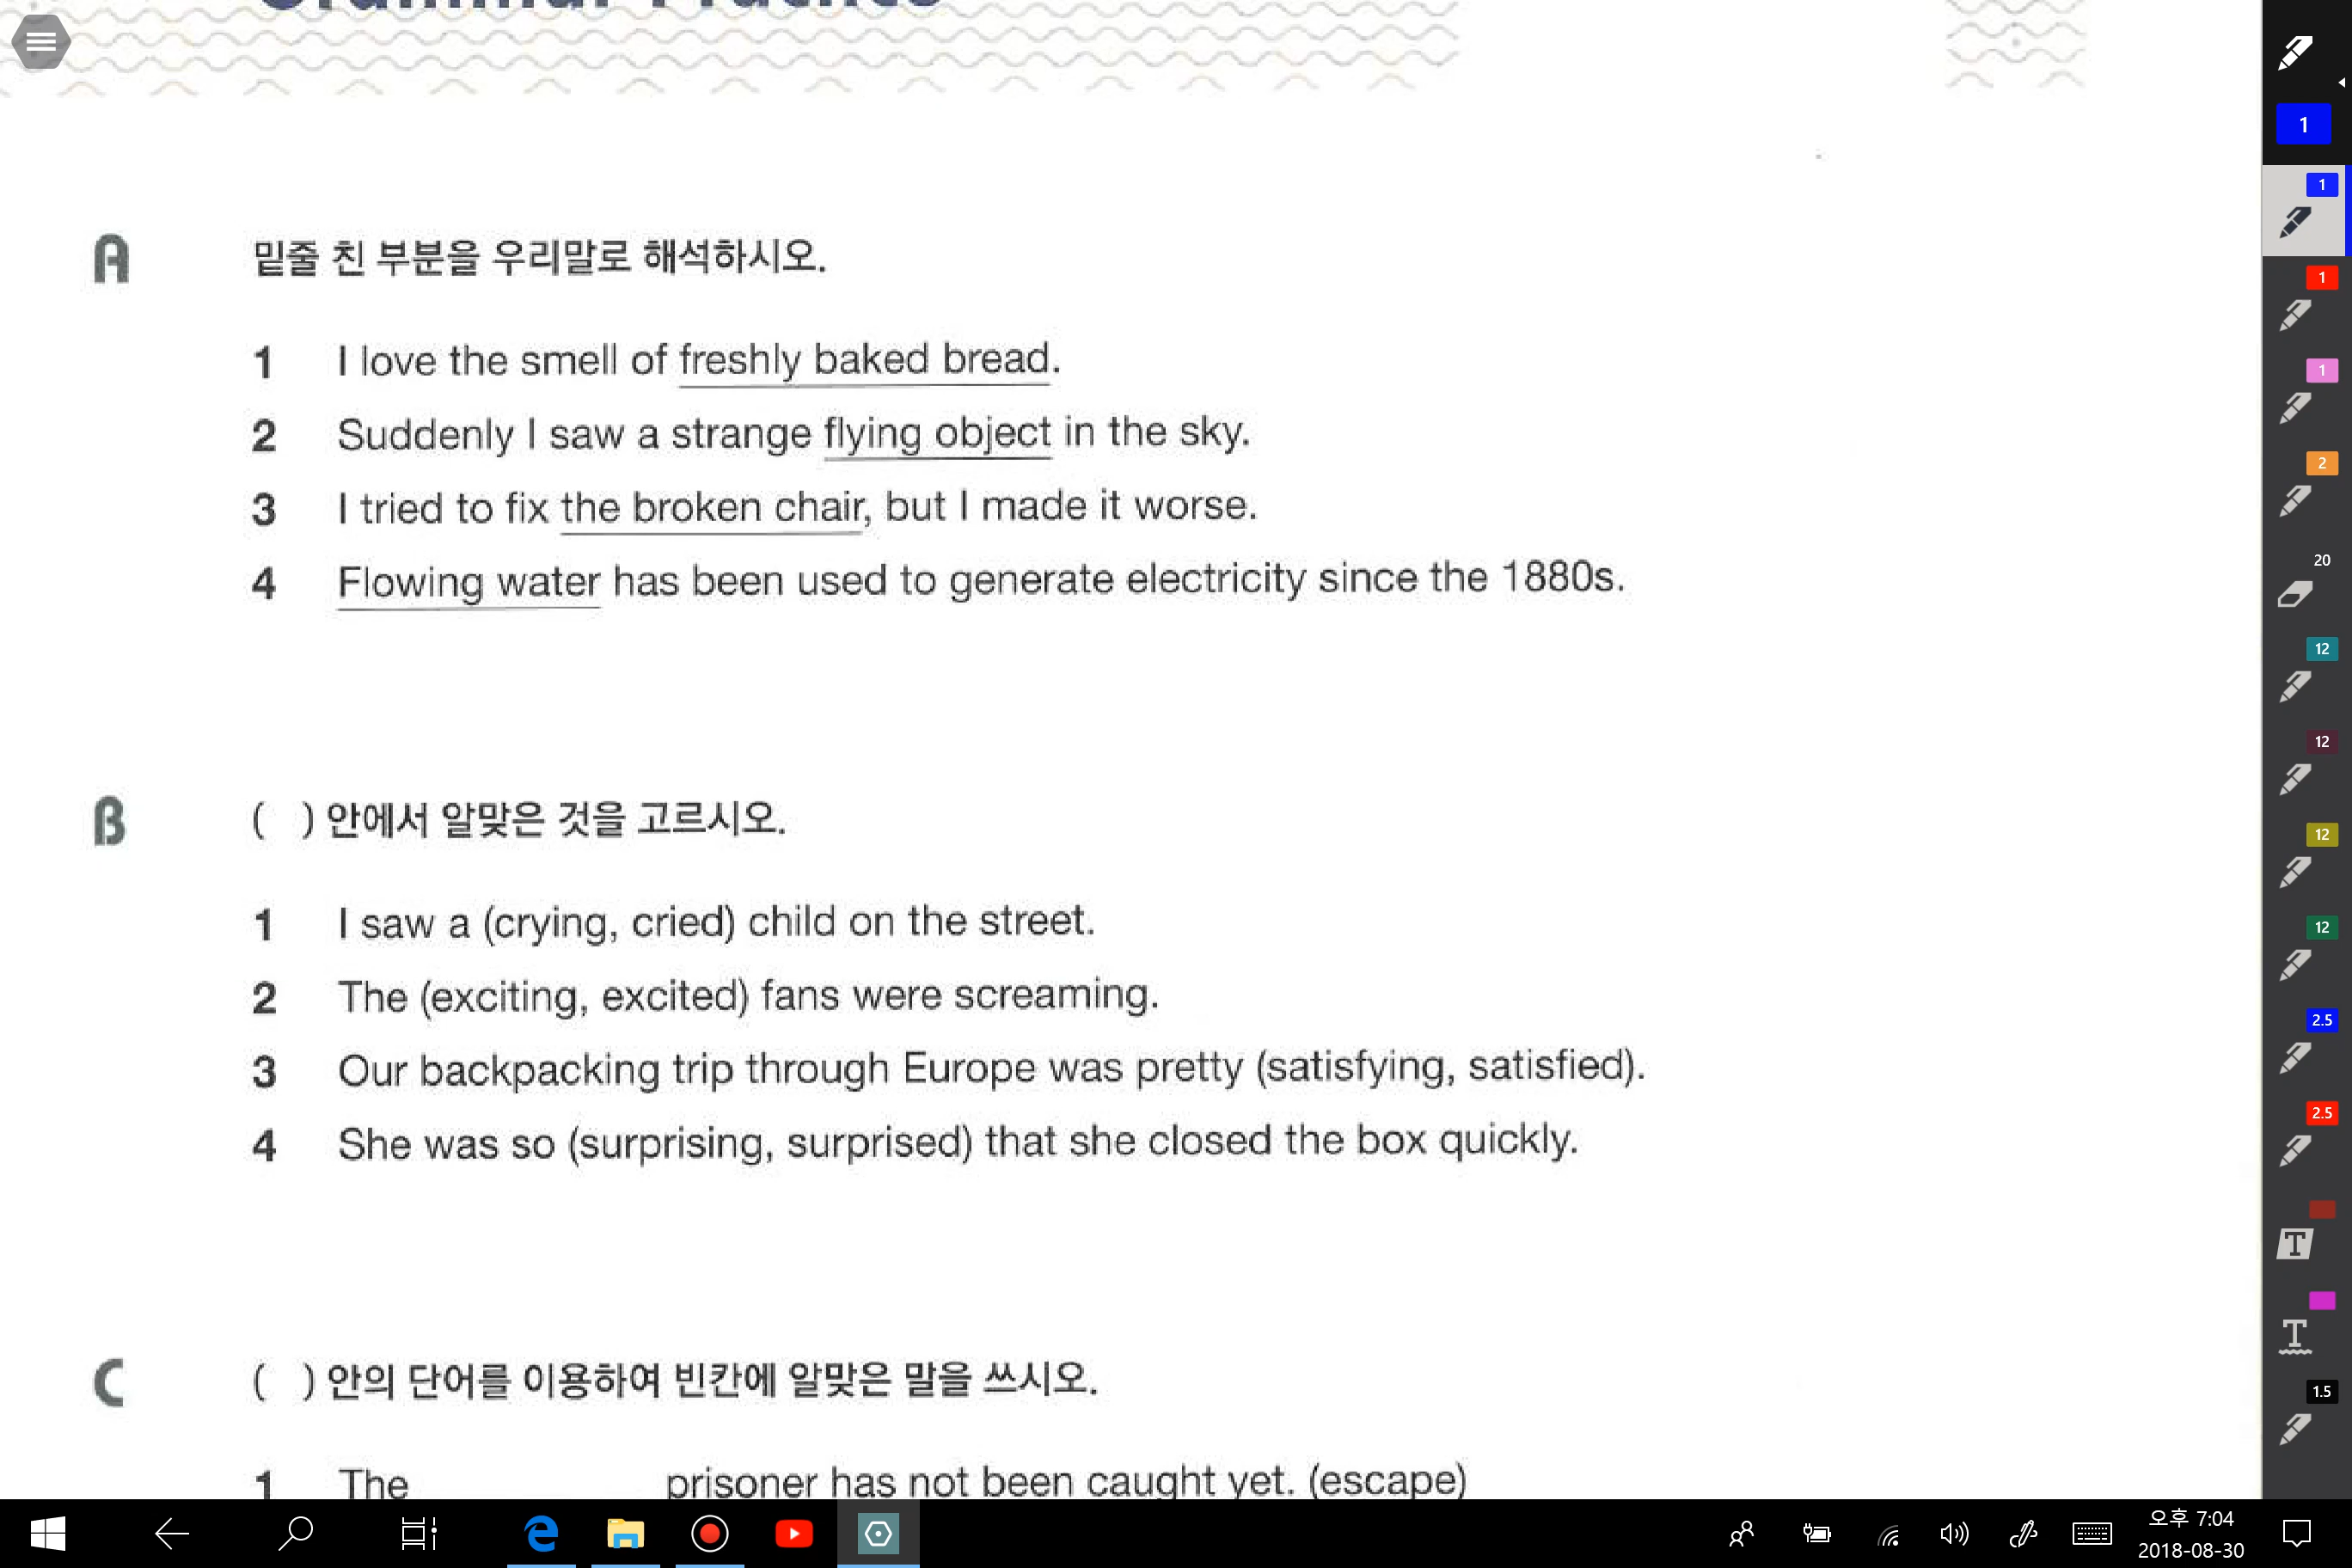 A 밑줄 친 부분을 우리말로 해석하시오.
1 I love the smell of freshly baked bread.
2 Suddenly I saw a strange flying object in the sky.
3 I tried to fix the broken chair, but I made it worse.
4 Flowing water has been used to generate electricity since the 1880s.
B ( ) 안에서 알맞은 것을 고르시오.
1 I saw a (crying, cried) child on the street.
2 The (exciting, excited) fans were screaming.
3 Our backpacking trip through Europe was pretty (satisfying, satisfied).
4 She was so (surprising, surprised) that she closed the box quickly.
C ( ) 안의 단어를 이용하여 빈칸에 알맞은 말을 쓰시오.
1 The prisoner has not been caught yet. (escape)
1
1
1
1
2
20
12
12
12
12
2.5
2.5
T
T
1.5
오후 7:04
2018-08-30